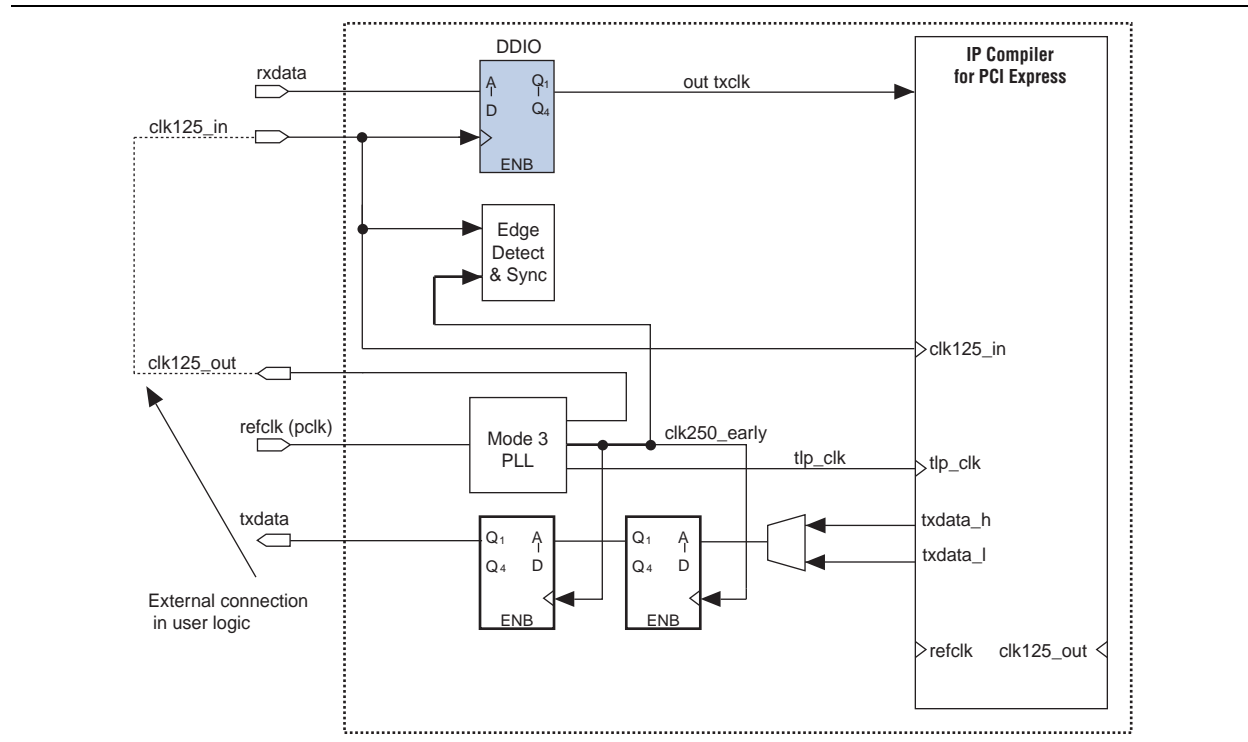 DDIO
IP Compiler
for PCI Express
rxdata
A
D
Q1
Q4
ENB
out txclk
clk125_in
Edge
Detect
& Sync
clk125_in
clk125_out
refclk (pclk)
Mode 3
PLL
clk250_early
tlp_clk
tlp_clk
txdata
Q1
A
Q4
D
ENB
Q1
A
Q4
D
ENB
txdata_h
txdata_l
External connection
in user logic
refclk
clk125_out